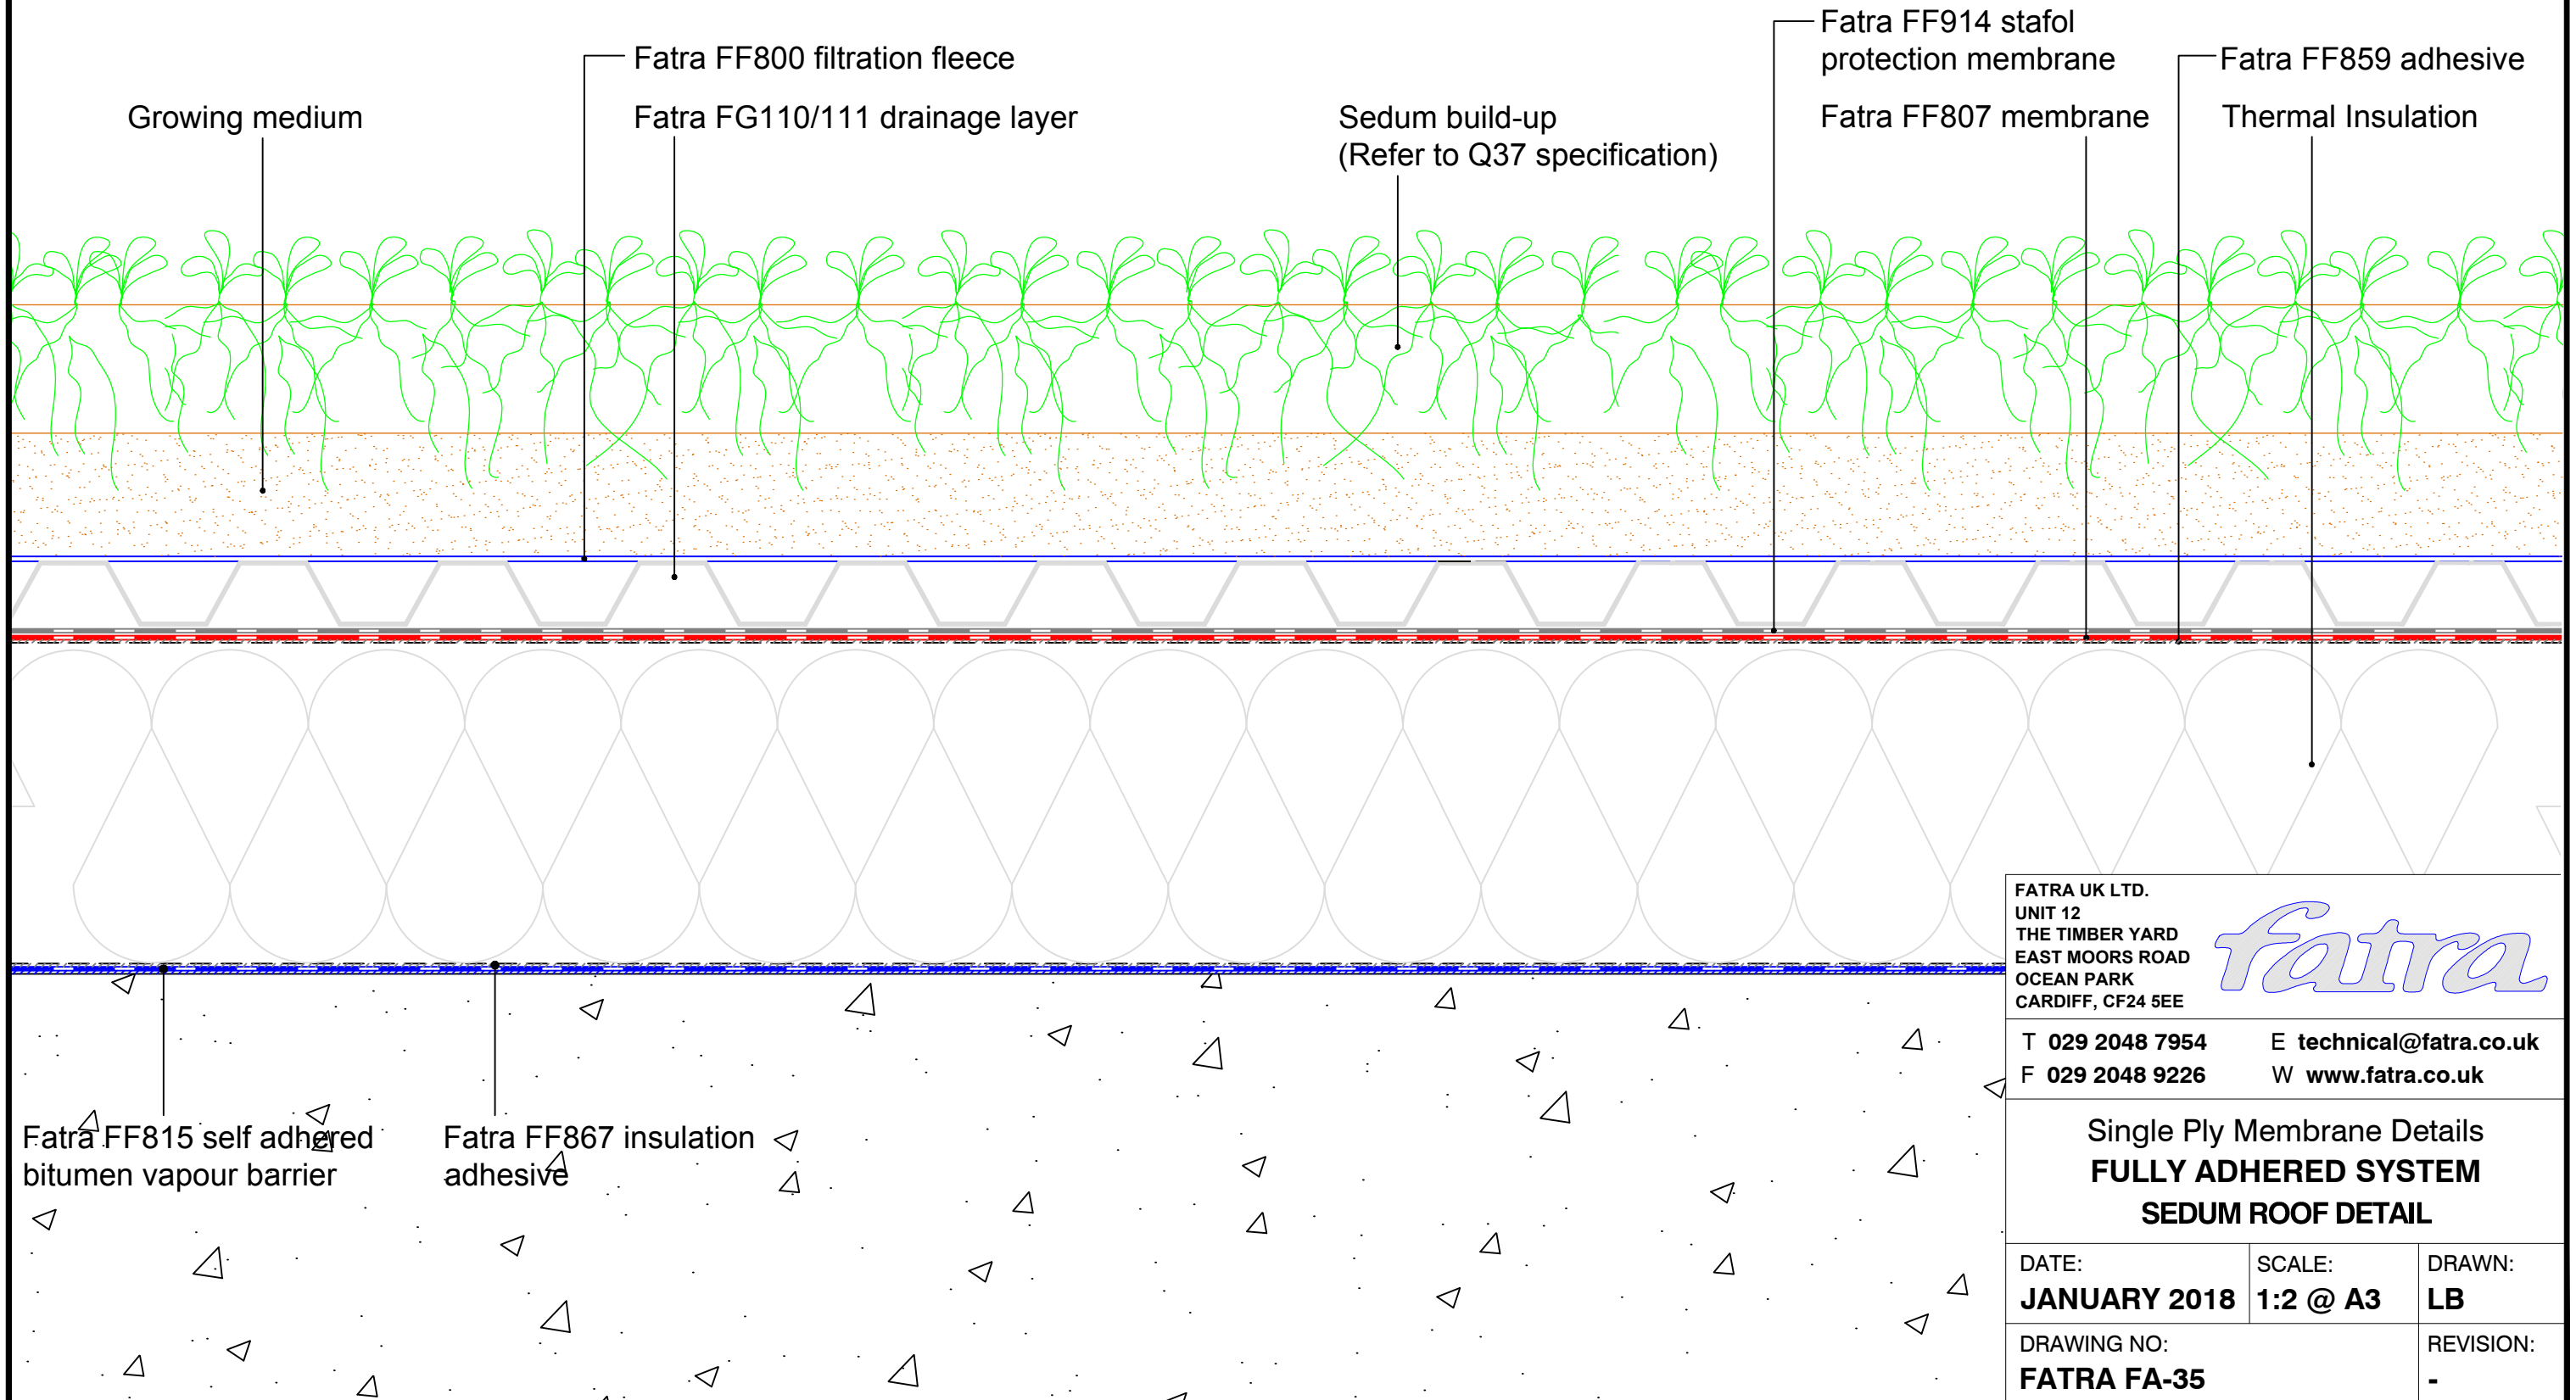 Fatra FF914 stafol
protection membrane
Fatra FF800 filtration fleece
Fatra FF859 adhesive
Growing medium
Fatra FG110/111 drainage layer
Sedum build-up
(Refer to Q37 specification)
Fatra FF807 membrane
Thermal Insulation
Fatra FF815 self adhered
bitumen vapour barrier
Fatra FF867 insulation
adhesive
FATRA UK LTD.
UNIT 12
THE TIMBER YARD
EAST MOORS ROAD
OCEAN PARK
CARDIFF, CF24 5EE
fatra
T 029 2048 7954
E technical@fatra.co.uk
F 029 2048 9226
W www.fatra.co.uk
Single Ply Membrane Details
FULLY ADHERED SYSTEM
SEDUM ROOF DETAIL
DATE:
JANUARY 2018
SCALE:
1:2 @ A3
DRAWN:
LB
DRAWING NO:
FATRA FA-35
REVISION:
-